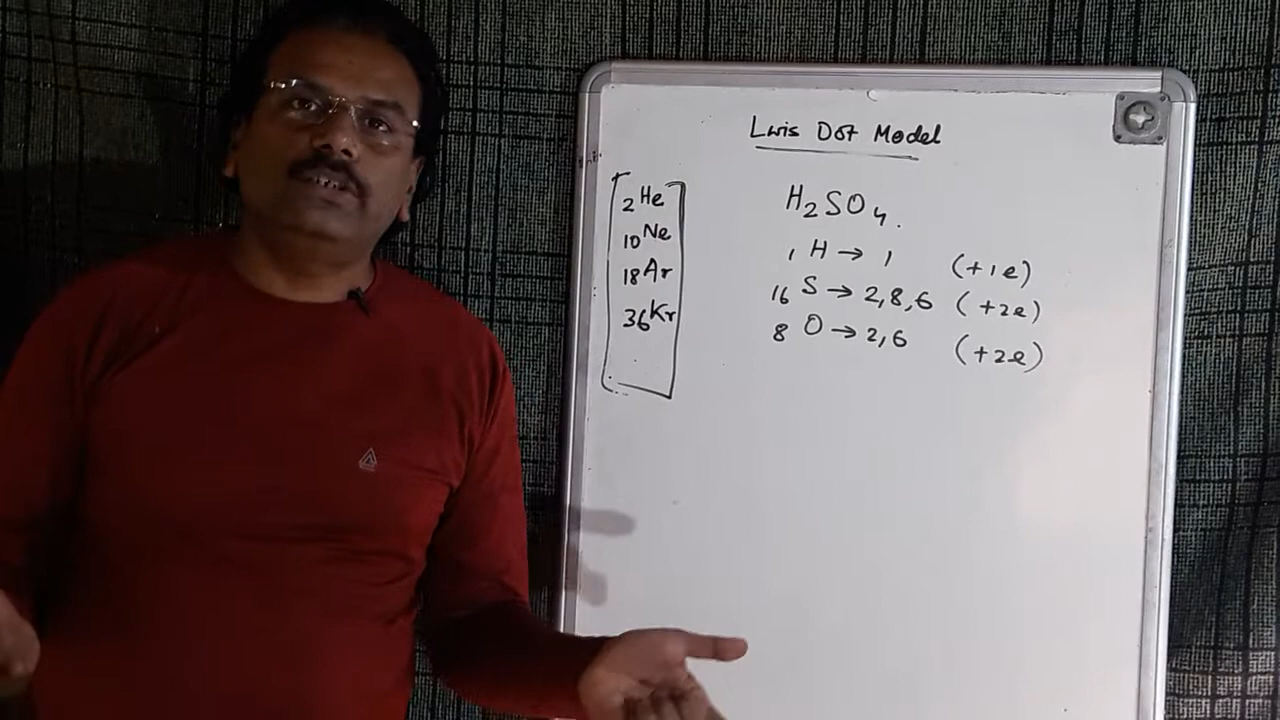 Lwis Dot Model
2He
10Ne
18Ar
36Kr
H2SO4.
1 H → 1 (+1e)
16 S → 2,8,6 (+2e)
8 O → 2,6 (+2e)